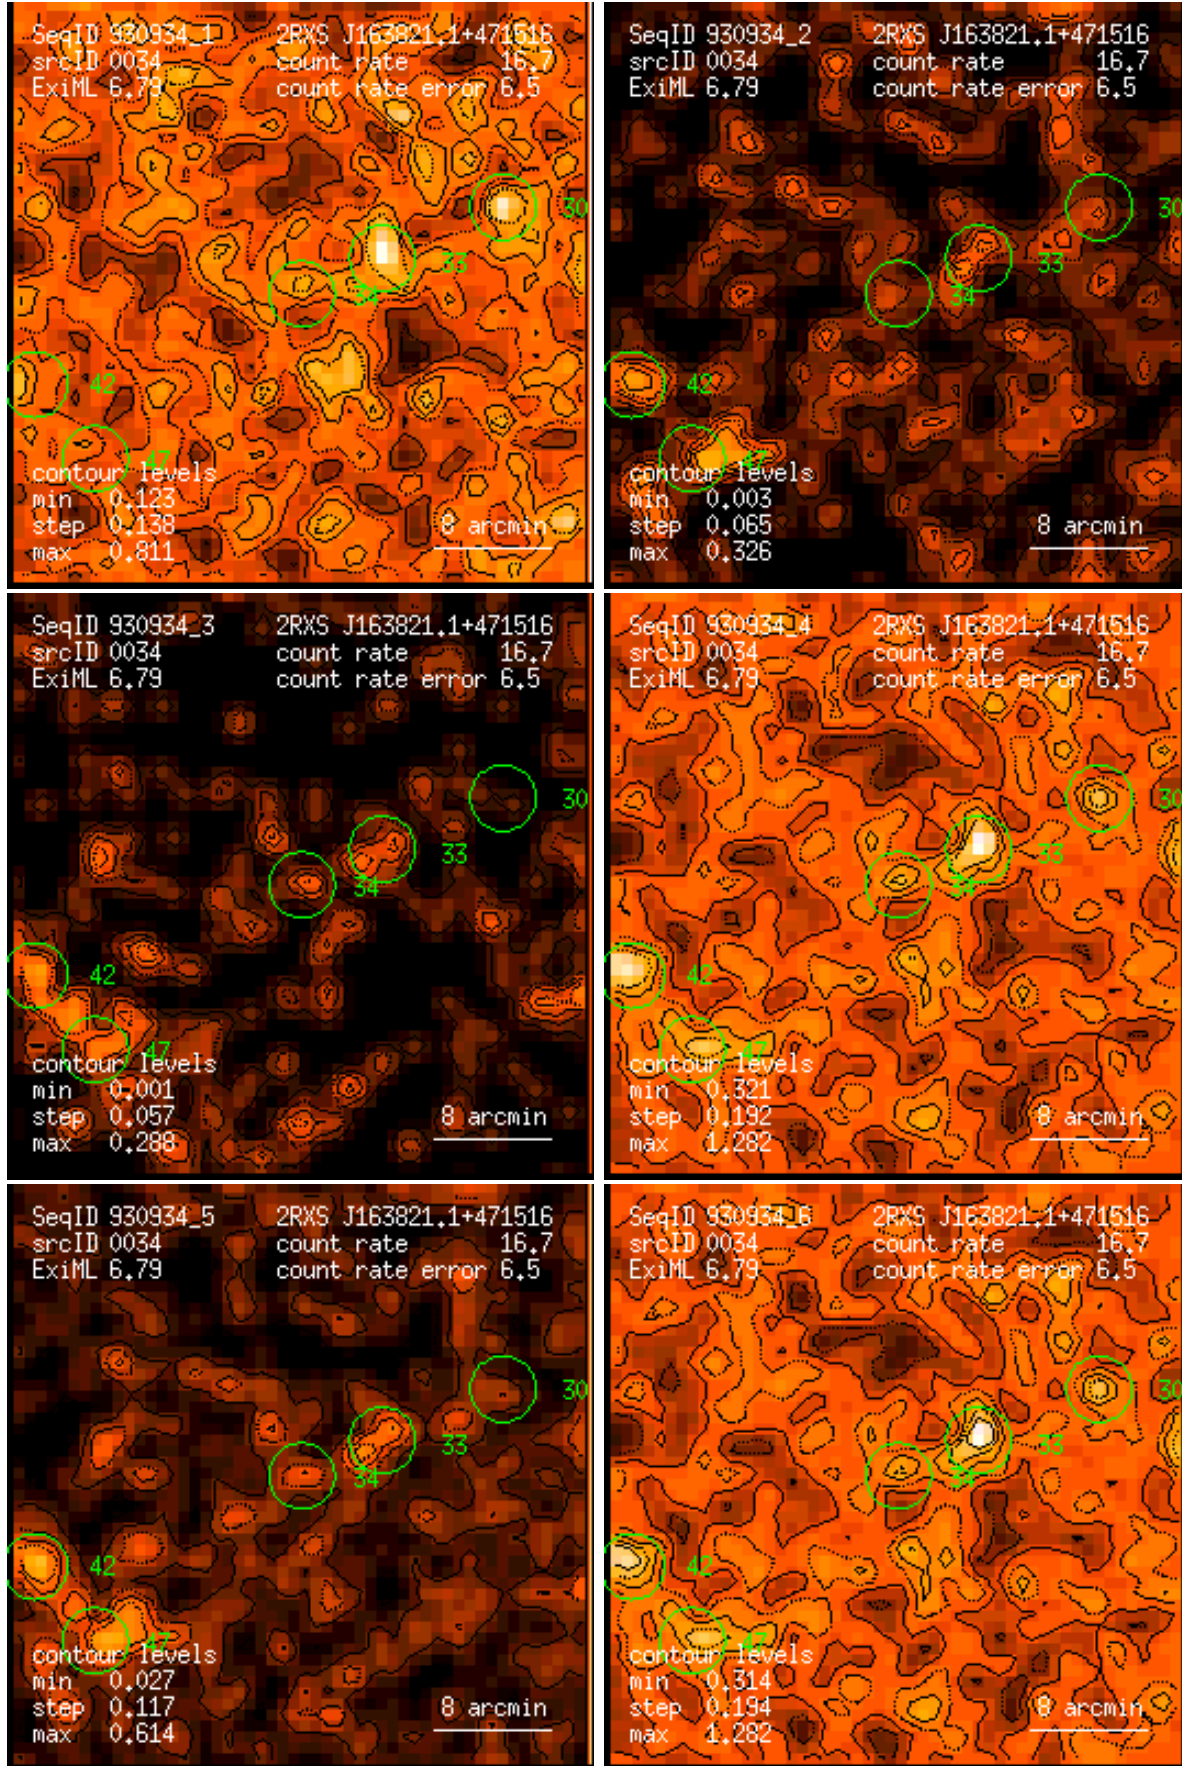 SeqID 930934_1 2RXS J163821.1+471516
srcID 0034 count rate 16.7
ExiML 6.79 count rate error 6.5
30
33
34
42
47
contour levels
min 0.123
step 0.138 8 arcmin
max 0.811
SeqID 930934_2 2RXS J163821.1+471516
srcID 0034 count rate 16.7
ExiML 6.79 count rate error 6.5
30
33
34
42
47
contour levels
min 0.003
step 0.065 8 arcmin
max 0.326
SeqID 930934_3 2RXS J163821.1+471516
srcID 0034 count rate 16.7
ExiML 6.79 count rate error 6.5
30
33
34
42
47
contour levels
min 0.001
step 0.057 8 arcmin
max 0.288
SeqID 930934_4 2RXS J163821.1+471516
srcID 0034 count rate 16.7
ExiML 6.79 count rate error 6.5
30
33
34
42
47
contour levels
min 0.321
step 0.192 8 arcmin
max 1.282
SeqID 930934_5 2RXS J163821.1+471516
srcID 0034 count rate 16.7
ExiML 6.79 count rate error 6.5
30
33
34
42
47
contour levels
min 0.027
step 0.117 8 arcmin
max 0.614
SeqID 930934_6 2RXS J163821.1+471516
srcID 0034 count rate 16.7
ExiML 6.79 count rate error 6.5
30
33
34
42
47
contour levels
min 0.314
step 0.194 8 arcmin
max 1.282